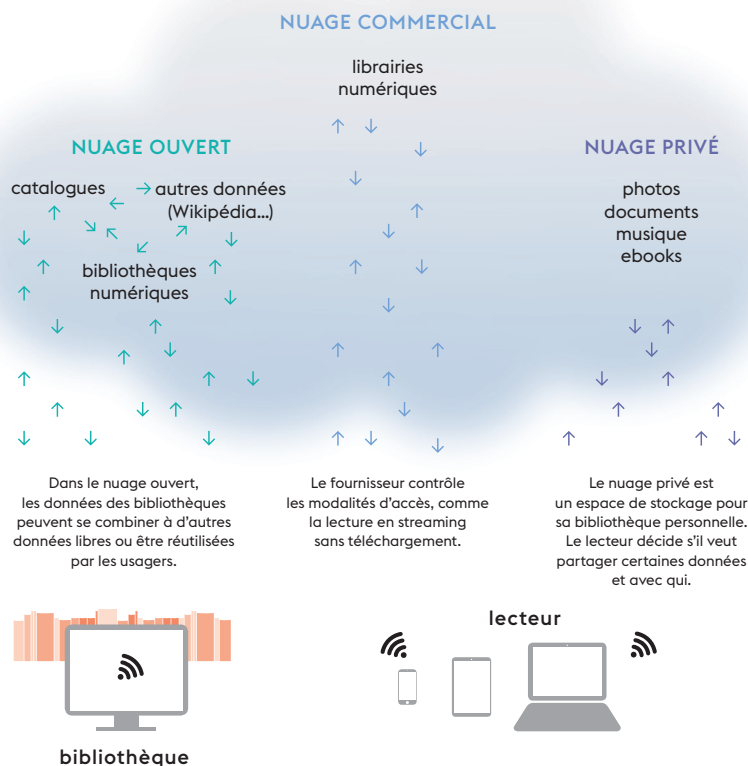 NUAGE COMMERCIAL
librairies
numériques
NUAGE OUVERT
catalogues
autres données
(Wikipédia...)
bibliothèques
numériques
NUAGE PRIVÉ
photos
documents
musique
ebooks
Dans le nuage ouvert,
les données des bibliothèques
peuvent se combiner à d'autres
données libres ou être réutilisées
par les usagers.
Le fournisseur contrôle
les modalités d'accès, comme
la lecture en streaming
sans téléchargement.
Le nuage privé est
un espace de stockage pour
sa bibliothèque personnelle.
Le lecteur décide s'il veut
partager certaines données
et avec qui.
lecteur
bibliothèque